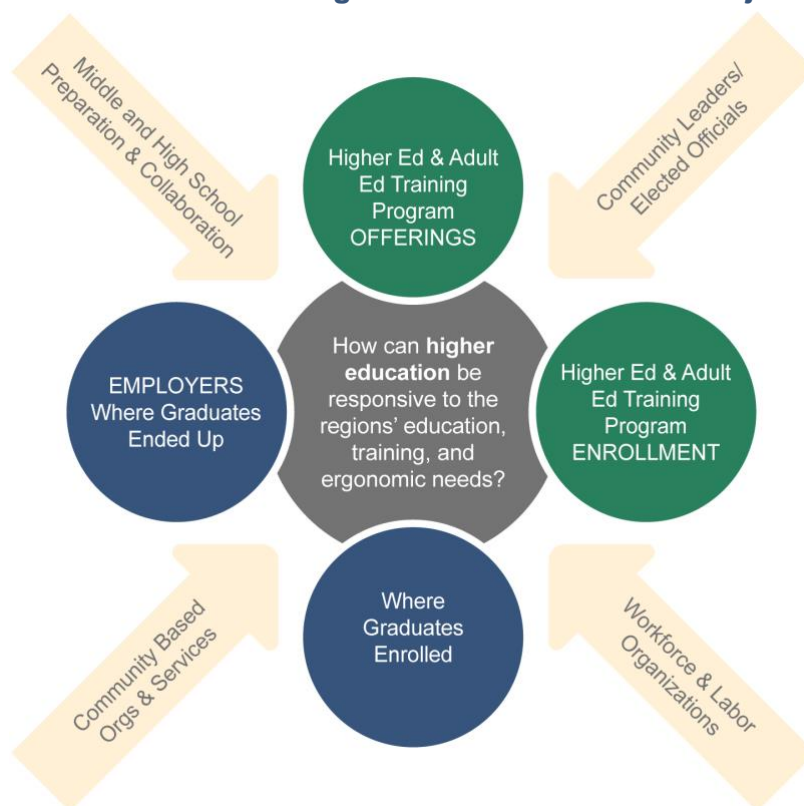 Middle and High School
Preparation & Collaboration
Community Leaders/
Elected Officials
Higher Ed & Adult
Ed Training
Program
OFFERINGS
EMPLOYERS
Where Graduates
Ended Up
How can higher
education be
responsive to the
regions’ education,
training, and
ergonomic needs?
Higher Ed & Adult
Ed Training
Program
ENROLLMENT
Where
Graduates
Enrolled
Community Based
Orgs & Services
Workforce & Labor
Organizations